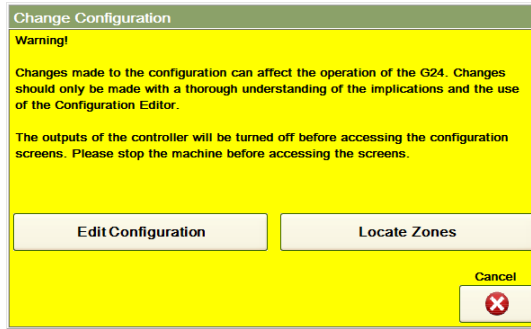 Change Configuration
Warning!
Changes made to the configuration can affect the operation of the G24. Changes
should only be made with a thorough understanding of the implications and the use
of the Configuration Editor.
The outputs of the controller will be turned off before accessing the configuration
screens. Please stop the machine before accessing the screens.
Edit Configuration
Locate Zones
Cancel